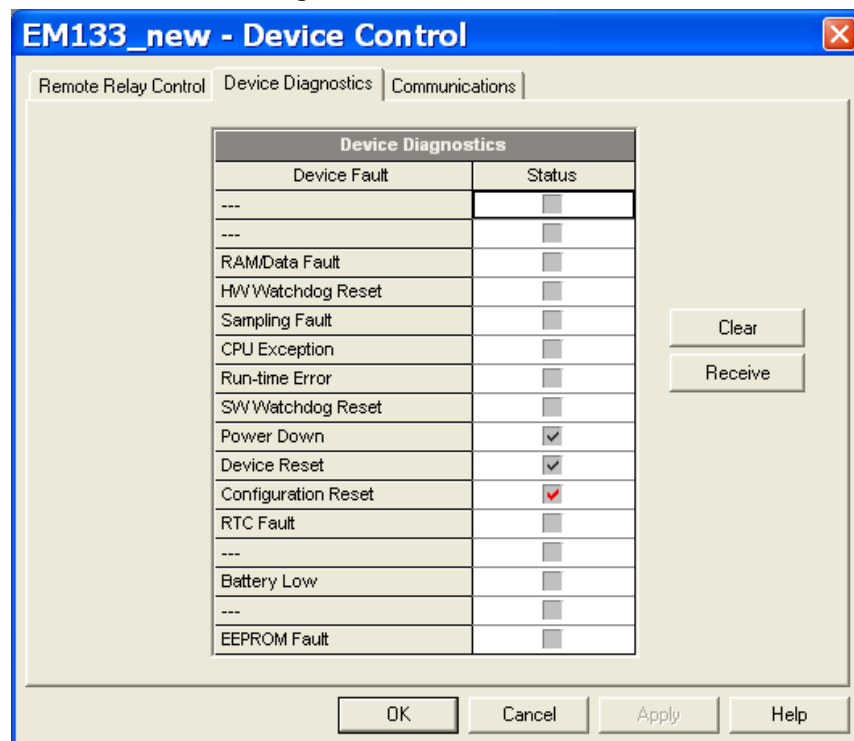 EM133_new - Device Control
Remote Relay Control Device Diagnostics Communications
Device Diagnostics
Device Fault Status
---
---
RAM/Data Fault
HW Watchdog Reset
Sampling Fault
Clear
CPU Exception
Run-time Error
Receive
SW Watchdog Reset
Power Down
Device Reset
Configuration Reset
RTC Fault
---
Battery Low
---
EEPROM Fault
OK Cancel Apply Help